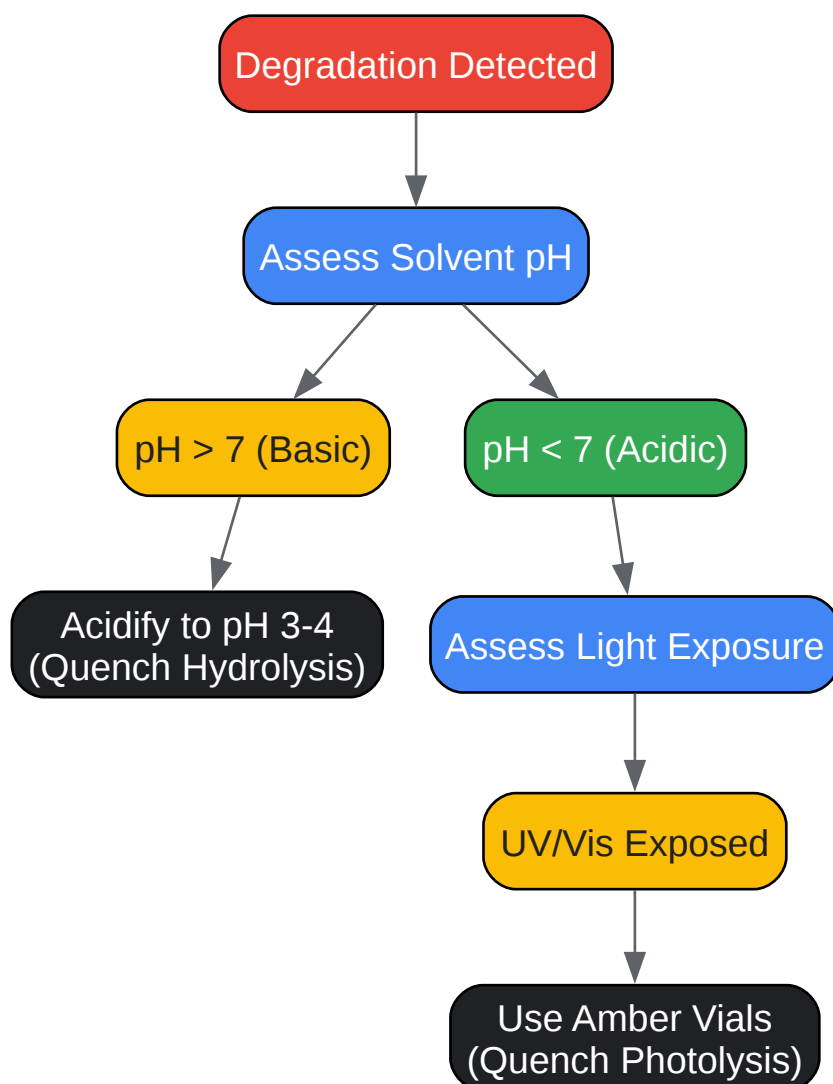 Degradation Detected
Assess Solvent pH
pH > 7 (Basic)
pH < 7 (Acidic)
Acidify to pH 3-4
(Quench Hydrolysis)
Assess Light Exposure
UV/Vis Exposed
Use Amber Vials
(Quench Photolysis)